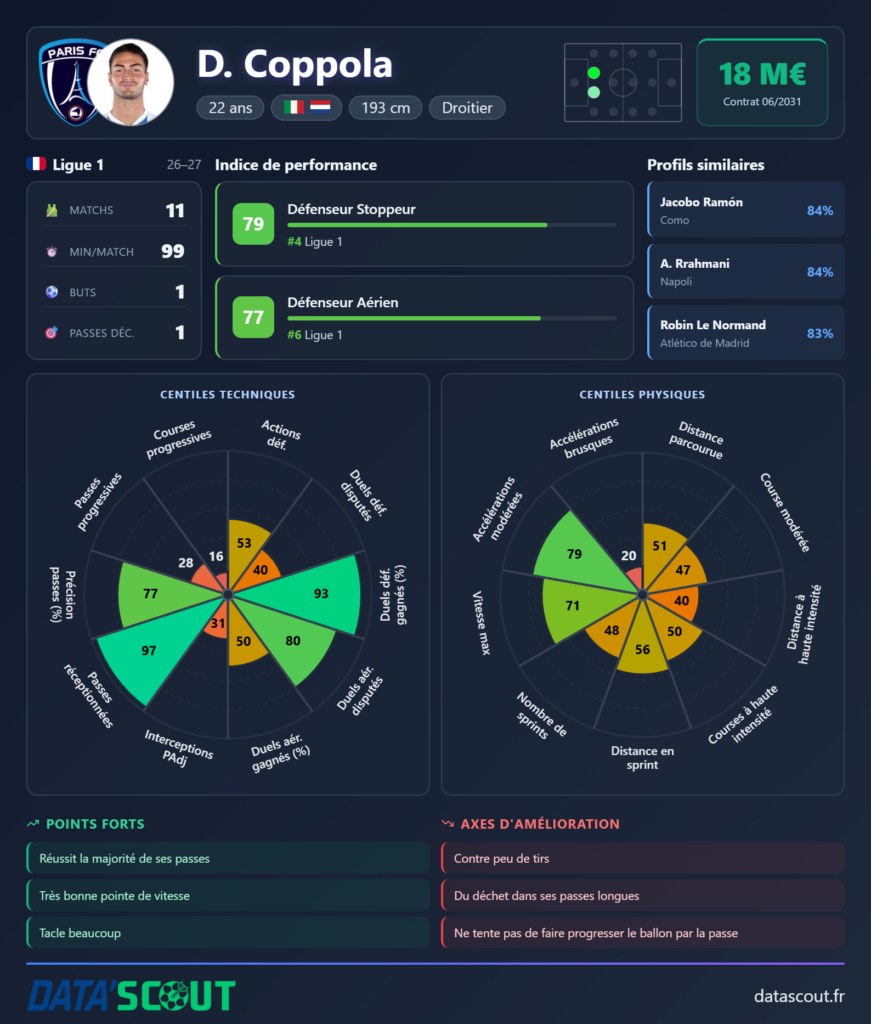 PARIS F
D. Coppola
22 ans
193 cm
Droitier
18 M€
Contrat 06/2031
Ligue 1
26–27
MATCHS
11
MIN/MATCH
99
BUTS
1
PASSES DÉC.
1
Indice de performance
79
Défenseur Stoppeur
#4 Ligue 1
77
Défenseur Aérien
#6 Ligue 1
Profils similaires
Jacobo Ramón
Como
84%
A. Rrahmani
Napoli
84%
Robin Le Normand
Atlético de Madrid
83%
CENTILES TECHNIQUES
Actions
déf.
53
Duels déf.
disputés
40
Duels déf.
gagnés (%)
93
Duels aér.
disputés
80
Duels aér.
gagnés (%)
50
Interceptions
PAdj
31
Passes
réceptionnées
97
Précision
passes (%)
77
Passes
progressives
28
Courses
progressives
16
CENTILES PHYSIQUES
Distance
parcourue
51
Course modérée
47
Distance à
haute intensité
40
Courses à haute
intensité
50
Distance en
sprint
56
Nombre de
sprints
48
Vitesse max
71
Accélérations
modérées
79
Accélérations
brusques
20
POINTS FORTS
Réussit la majorité de ses passes
Très bonne pointe de vitesse
Tacle beaucoup
AXES D'AMÉLIORATION
Contre peu de tirs
Du déchet dans ses passes longues
Ne tente pas de faire progresser le ballon par la passe
DATA'SCOUT
datascout.fr